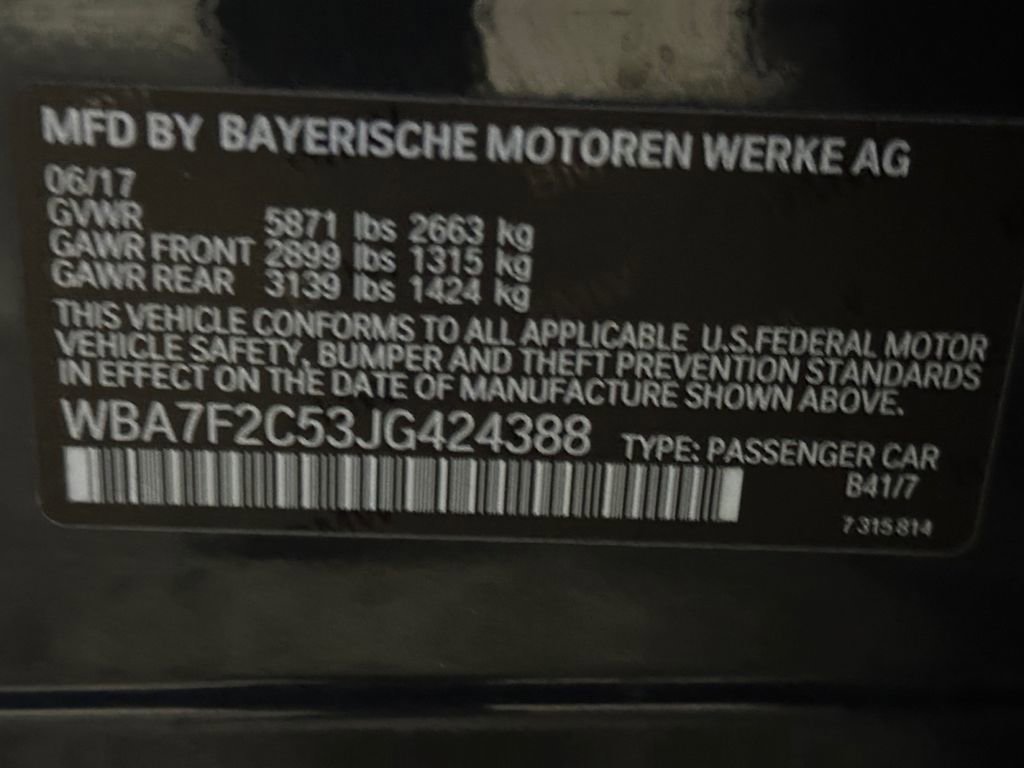 MFD BY BAYERISCHE MOTOREN WERKE AG
06/17
GVWR 5871 lbs 2663 kg
GAWR FRONT 2899 lbs 1315 kg
GAWR REAR 3139 lbs 1424 kg
THIS VEHICLE CONFORMS TO ALL APPLICABLE U.S.FEDERAL MOTOR
VEHICLE SAFETY, BUMPER AND THEFT PREVENTION STANDARDS
IN EFFECT ON THE DATE OF MANUFACTURE SHOWN ABOVE.
WBA7F2C53JG424388 TYPE: PASSENGER CAR
B41/7
7 315 814